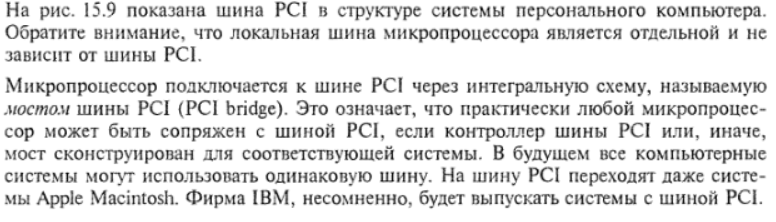 На рис. 15.9 показана шина PCI в структуре системы персонального компьютера.
Обратите внимание, что локальная шина микропроцессора является отдельной и не
зависит от шины PCI.
Микропроцессор подключается к шине PCI через интегральную схему, называемую
мостом шины PCI (PCI bridge). Это означает, что практически любой микропроцес-
сор может быть сопряжен с шиной PCI, если контроллер шины PCI или, иначе,
мост сконструирован для соответствующей системы. В будущем все компьютерные
системы могут использовать одинаковую шину. На шину PCI переходят даже систе-
мы Apple Macintosh. Фирма IBM, несомненно, будет выпускать системы с шиной PCI.